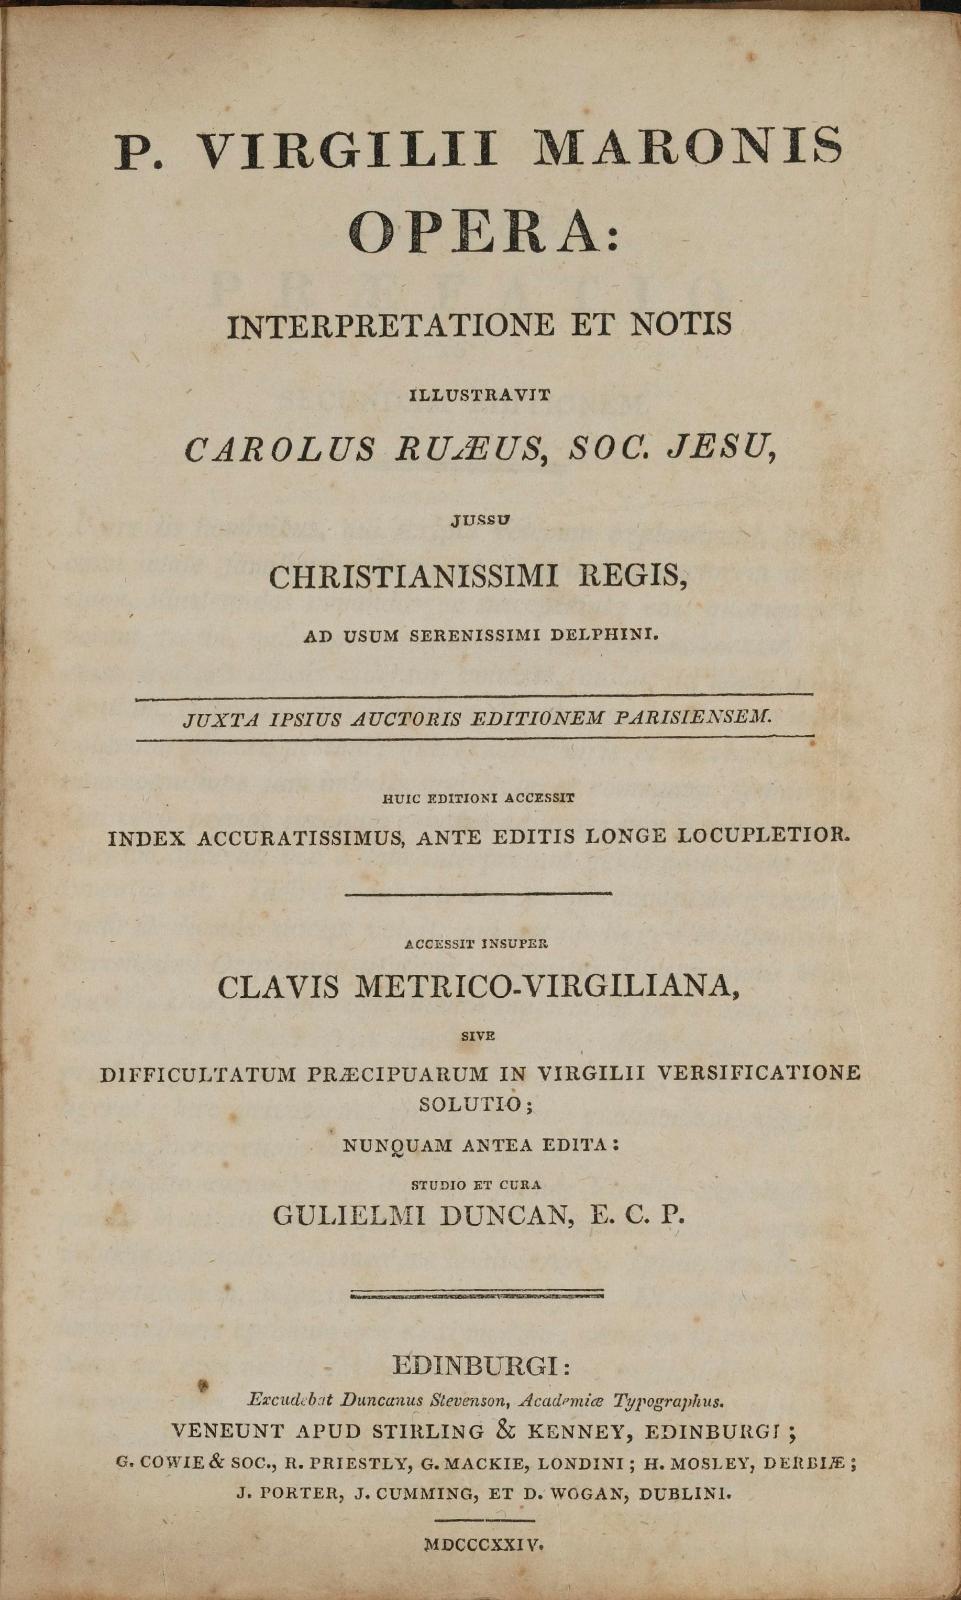 P. VIRGILII MARONIS
OPERA:
INTERPRETATIONE ET NOTIS
ILLUSTRAVIT
CAROLUS RUÆUS, SOC. JESU,
JUSSU
CHRISTIANISSIMI REGIS,
AD USUM SERENISSIMI DELPHINI.
JUXTA IPSIUS AUCTORIS EDITIONEM PARISIENSEM.
HUIC EDITIONI ACCESSIT
INDEX ACCURATISSIMUS, ANTE EDITIS LONGE LOCUPLETIOR.
ACCESSIT INSUPER
CLAVIS METRICO-VIRGILIANA,
SIVE
DIFFICULTATUM PRÆCIPUARUM IN VIRGILII VERSIFICATIONE
SOLUTIO;
NUNQUAM ANTEA EDITA:
STUDIO ET CURA
GULIELMI DUNCAN, E. C. P.
EDINBURGI:
Excudebat Duncanus Stevenson, Academiæ Typographus.
VENEUNT APUD STIRLING & KENNEY, EDINBURGI;
G. COWIE & SOC., R. PRIESTLY, G. MACKIE, LONDINI; H. MOSLEY, DERBIÆ;
J. PORTER, J. CUMMING, ET D. WOGAN, DUBLINI.
MDCCCXXIV.